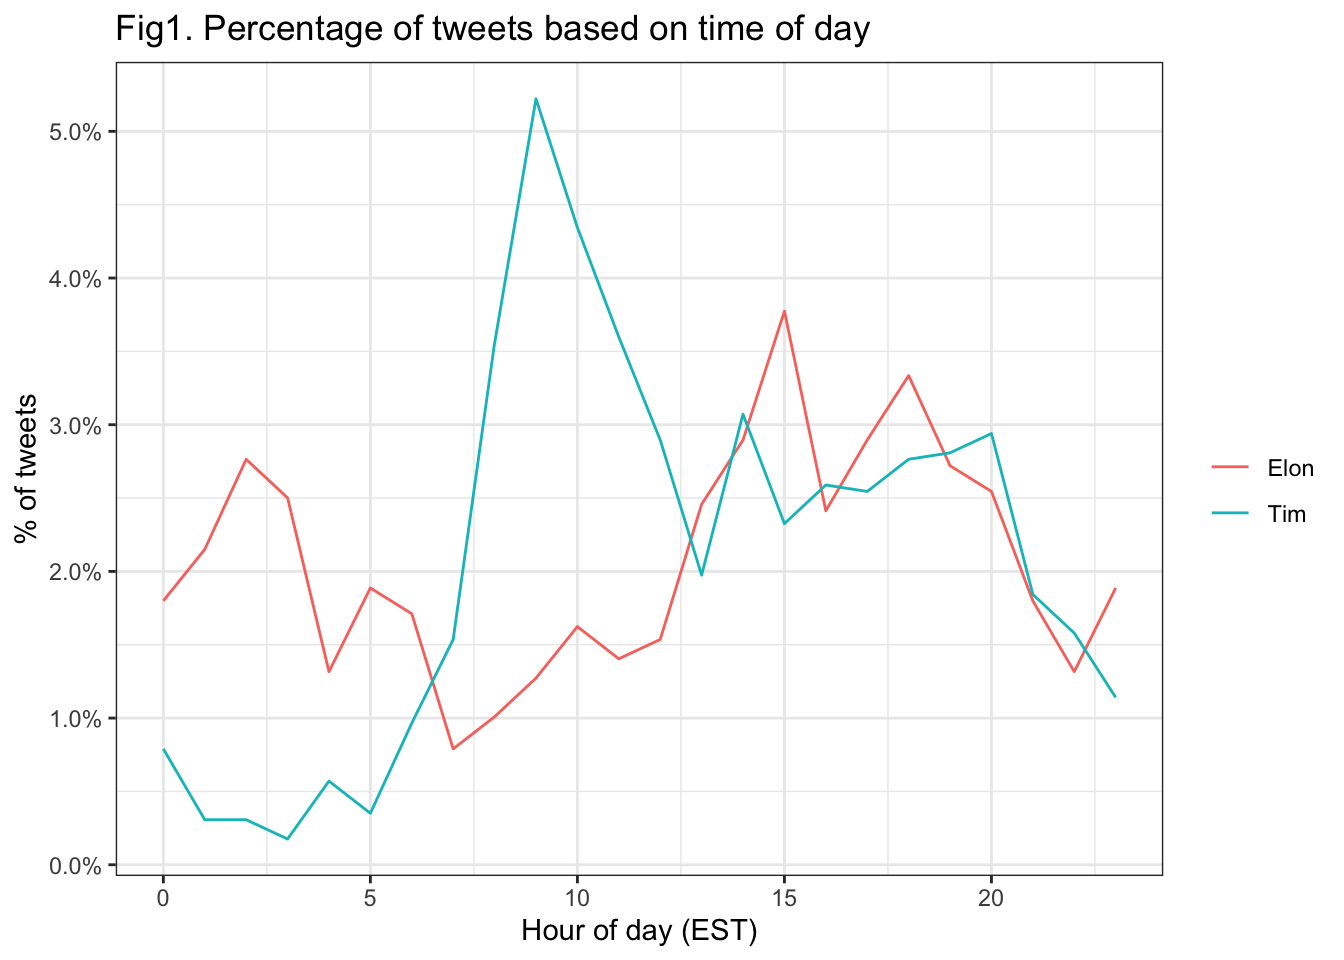 Fig1. Percentage of tweets based on time of day
5.0%
4.0%
3.0%
2.0%
1.0%
0.0%
% of tweets
0 5 10 15 20
Hour of day (EST)
Elon
Tim